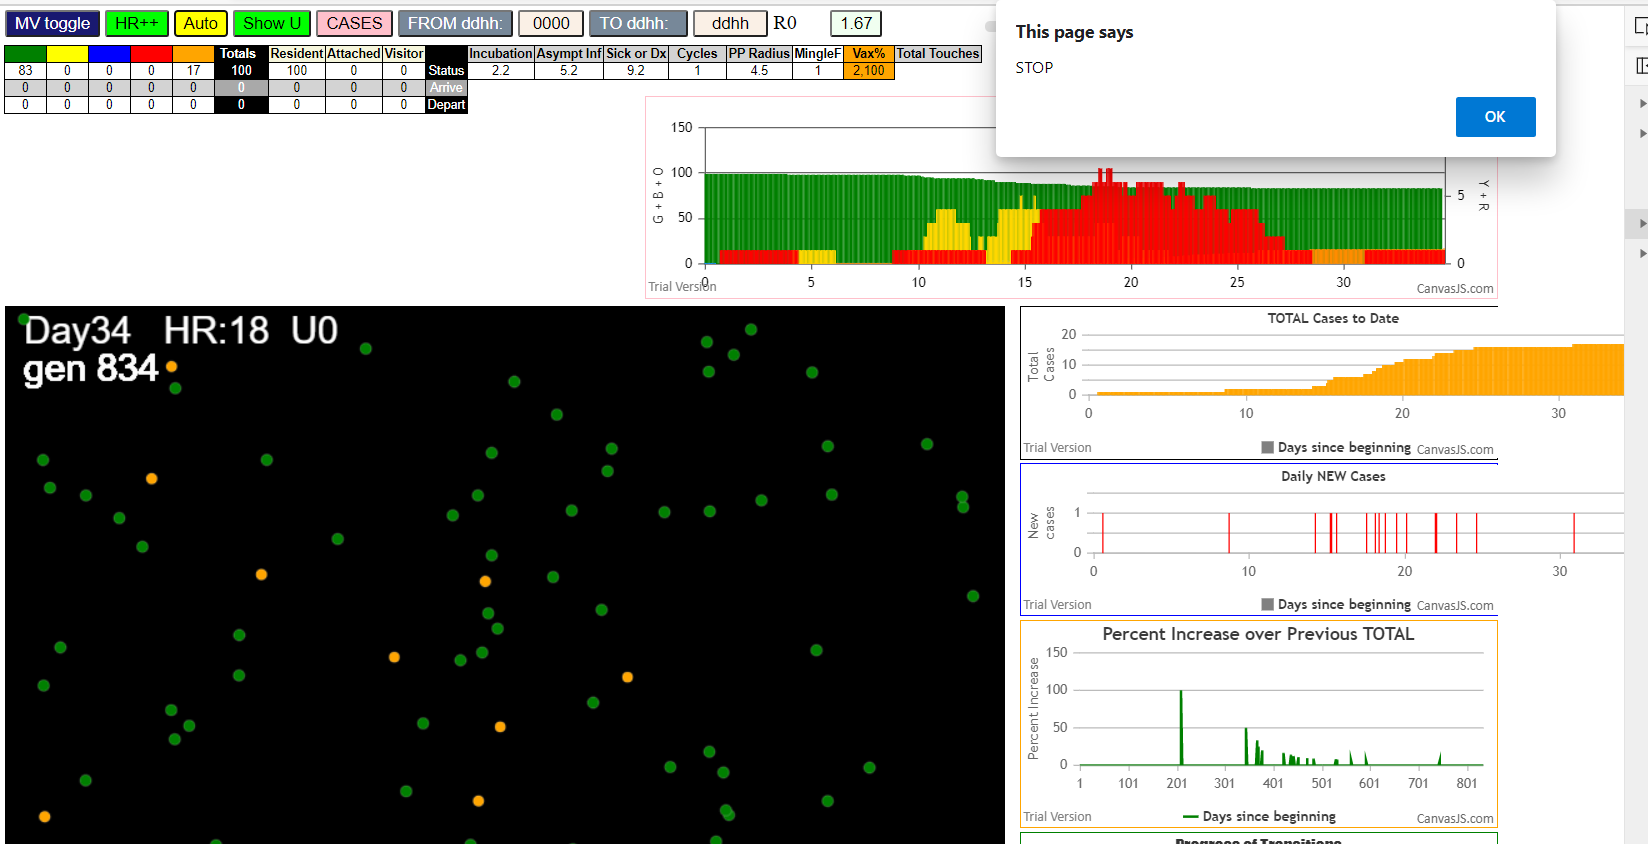 MV toggle HR++ Auto Show U CASES FROM ddhh: 0000 TO ddhh: ddhh R0 1.67
This page says
STOP
OK
Totals Resident Attached Visitor Incubation Asympt Inf Sick or Dx Cycles PP Radius MingleF Vax% Total Touches
83 0 0 0 17 100 100 0 0 Status 2.2 5.2 9.2 1 4.5 1 2,100
0 0 0 0 0 0 0 0 0 Arrive
0 0 0 0 0 0 0 0 0 Depart
150
100
50
0
G + B + O
5
0
Y + R
0 5 10 15 20 25 30
Trial Version CanvasJS.com
Day34 HR:18 U0
gen 834
TOTAL Cases to Date
Total
Cases
20
10
0
0 10 20 30
Days since beginning
Trial Version CanvasJS.com
Daily NEW Cases
New
cases
1
0
0 10 20 30
Days since beginning
Trial Version CanvasJS.com
Percent Increase over Previous TOTAL
Percent Increase
150
100
50
0
1 101 201 301 401 501 601 701 801
Days since beginning
Trial Version CanvasJS.com
Progress of Transitions